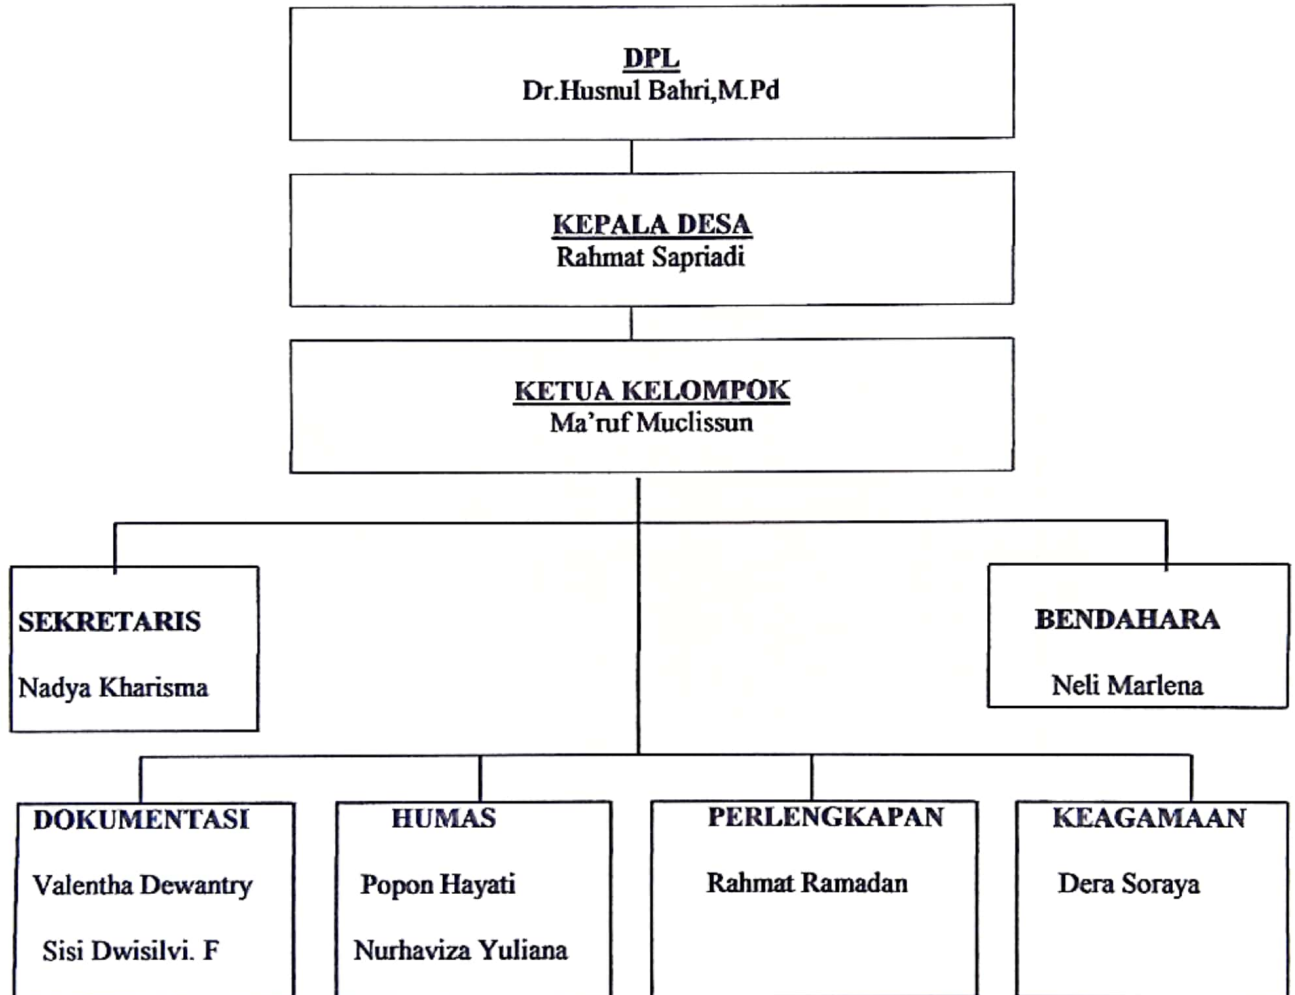 DPL
Dr.Husnul Bahri,M.Pd
KEPALA DESA
Rahmat Sapriadi
KETUA KELOMPOK
Ma'ruf Muclissun
SEKRETARIS
Nadya Kharisma
BENDAHARA
Neli Marlena
DOKUMENTASI
Valentha Dewantry
Sisi Dwisilvi. F
HUMAS
Popon Hayati
Nurhaviza Yuliana
PERLENGKAPAN
Rahmat Ramadan
KEAGAMAAN
Dera Soraya